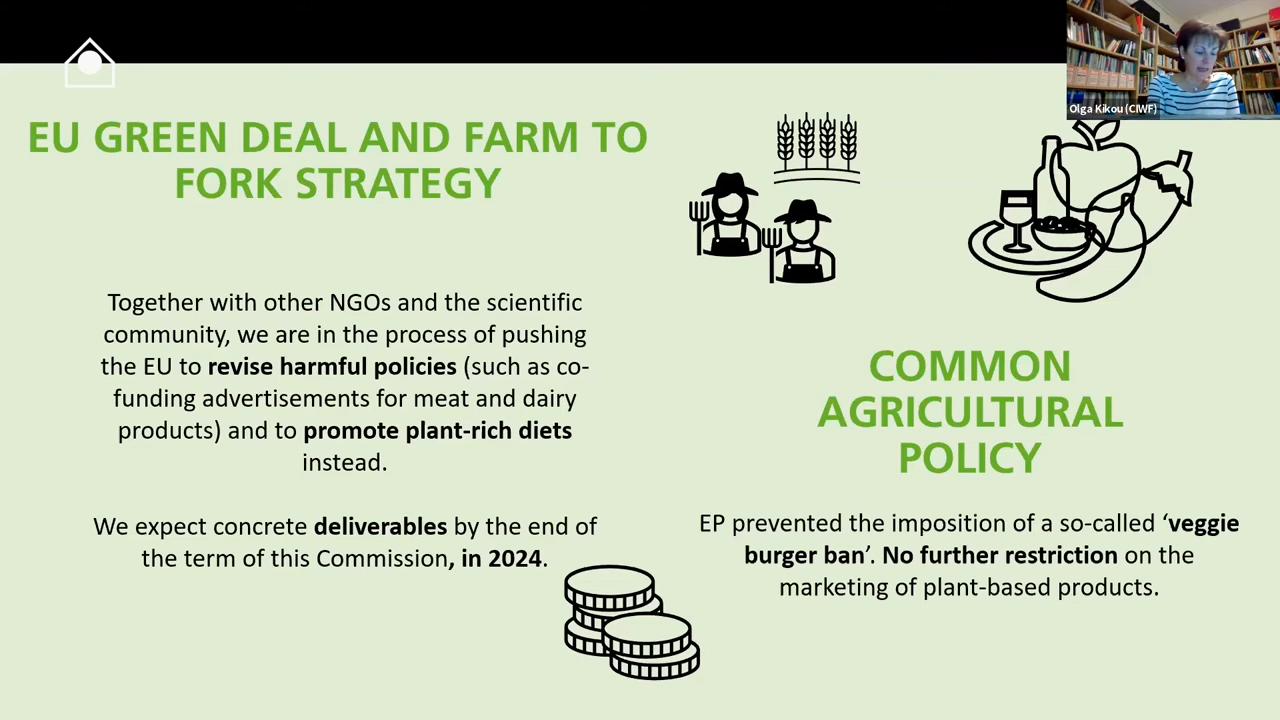 Olga Kikou (CIWF)
EU GREEN DEAL AND FARM TO
FORK STRATEGY
Together with other NGOs and the scientific
community, we are in the process of pushing
the EU to revise harmful policies (such as co-
funding advertisements for meat and dairy
products) and to promote plant-rich diets
instead.
We expect concrete deliverables by the end of
the term of this Commission, in 2024.
COMMON
AGRICULTURAL
POLICY
EP prevented the imposition of a so-called ‘veggie
burger ban’. No further restriction on the
marketing of plant-based products.